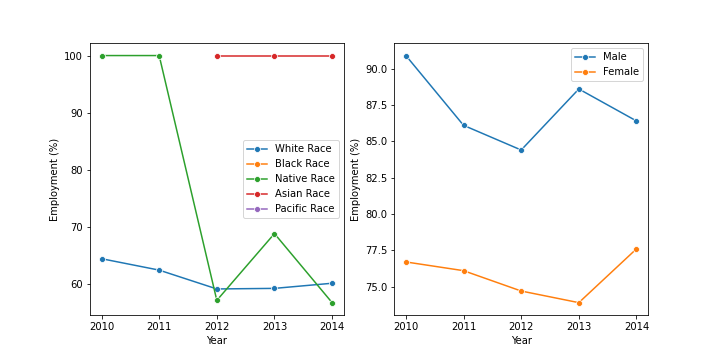 100
90
80
70
60
Employment (%)
2010 2011 2012 2013 2014
Year
White Race
Black Race
Native Race
Asian Race
Pacific Race
90.0
87.5
85.0
82.5
80.0
77.5
75.0
Employment (%)
2010 2011 2012 2013 2014
Year
Male
Female